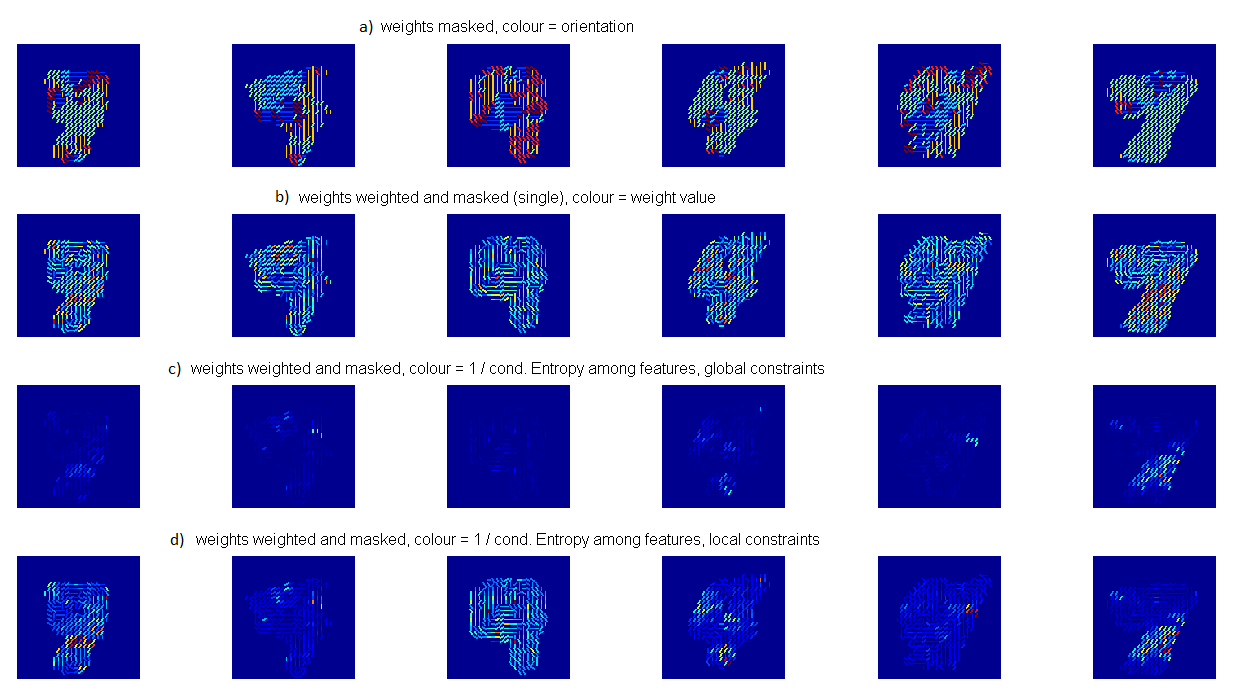 a) weights masked, colour = orientation
b) weights weighted and masked (single), colour = weight value
c) weights weighted and masked, colour = 1 / cond. Entropy among features, global constraints
d) weights weighted and masked, colour = 1 / cond. Entropy among features, local constraints